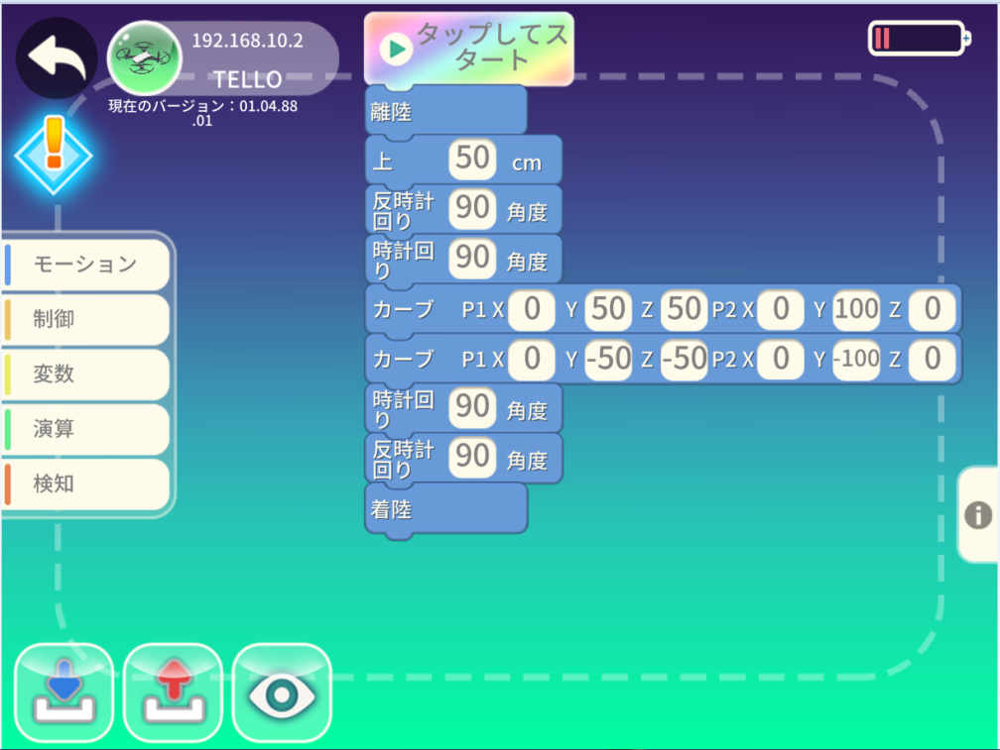 192.168.10.2
TELLO
現在のバージョン：01.04.88
.01
タップしてス
タート
離陸
上 50 cm
反時計
回り 90 角度
時計回
り 90 角度
カーブ P1 X 0 Y 50 Z 50 P2 X 0 Y 100 Z 0
カーブ P1 X 0 Y -50 Z -50 P2 X 0 Y -100 Z 0
時計回
り 90 角度
反時計
回り 90 角度
着陸
モーション
制御
変数
演算
検知